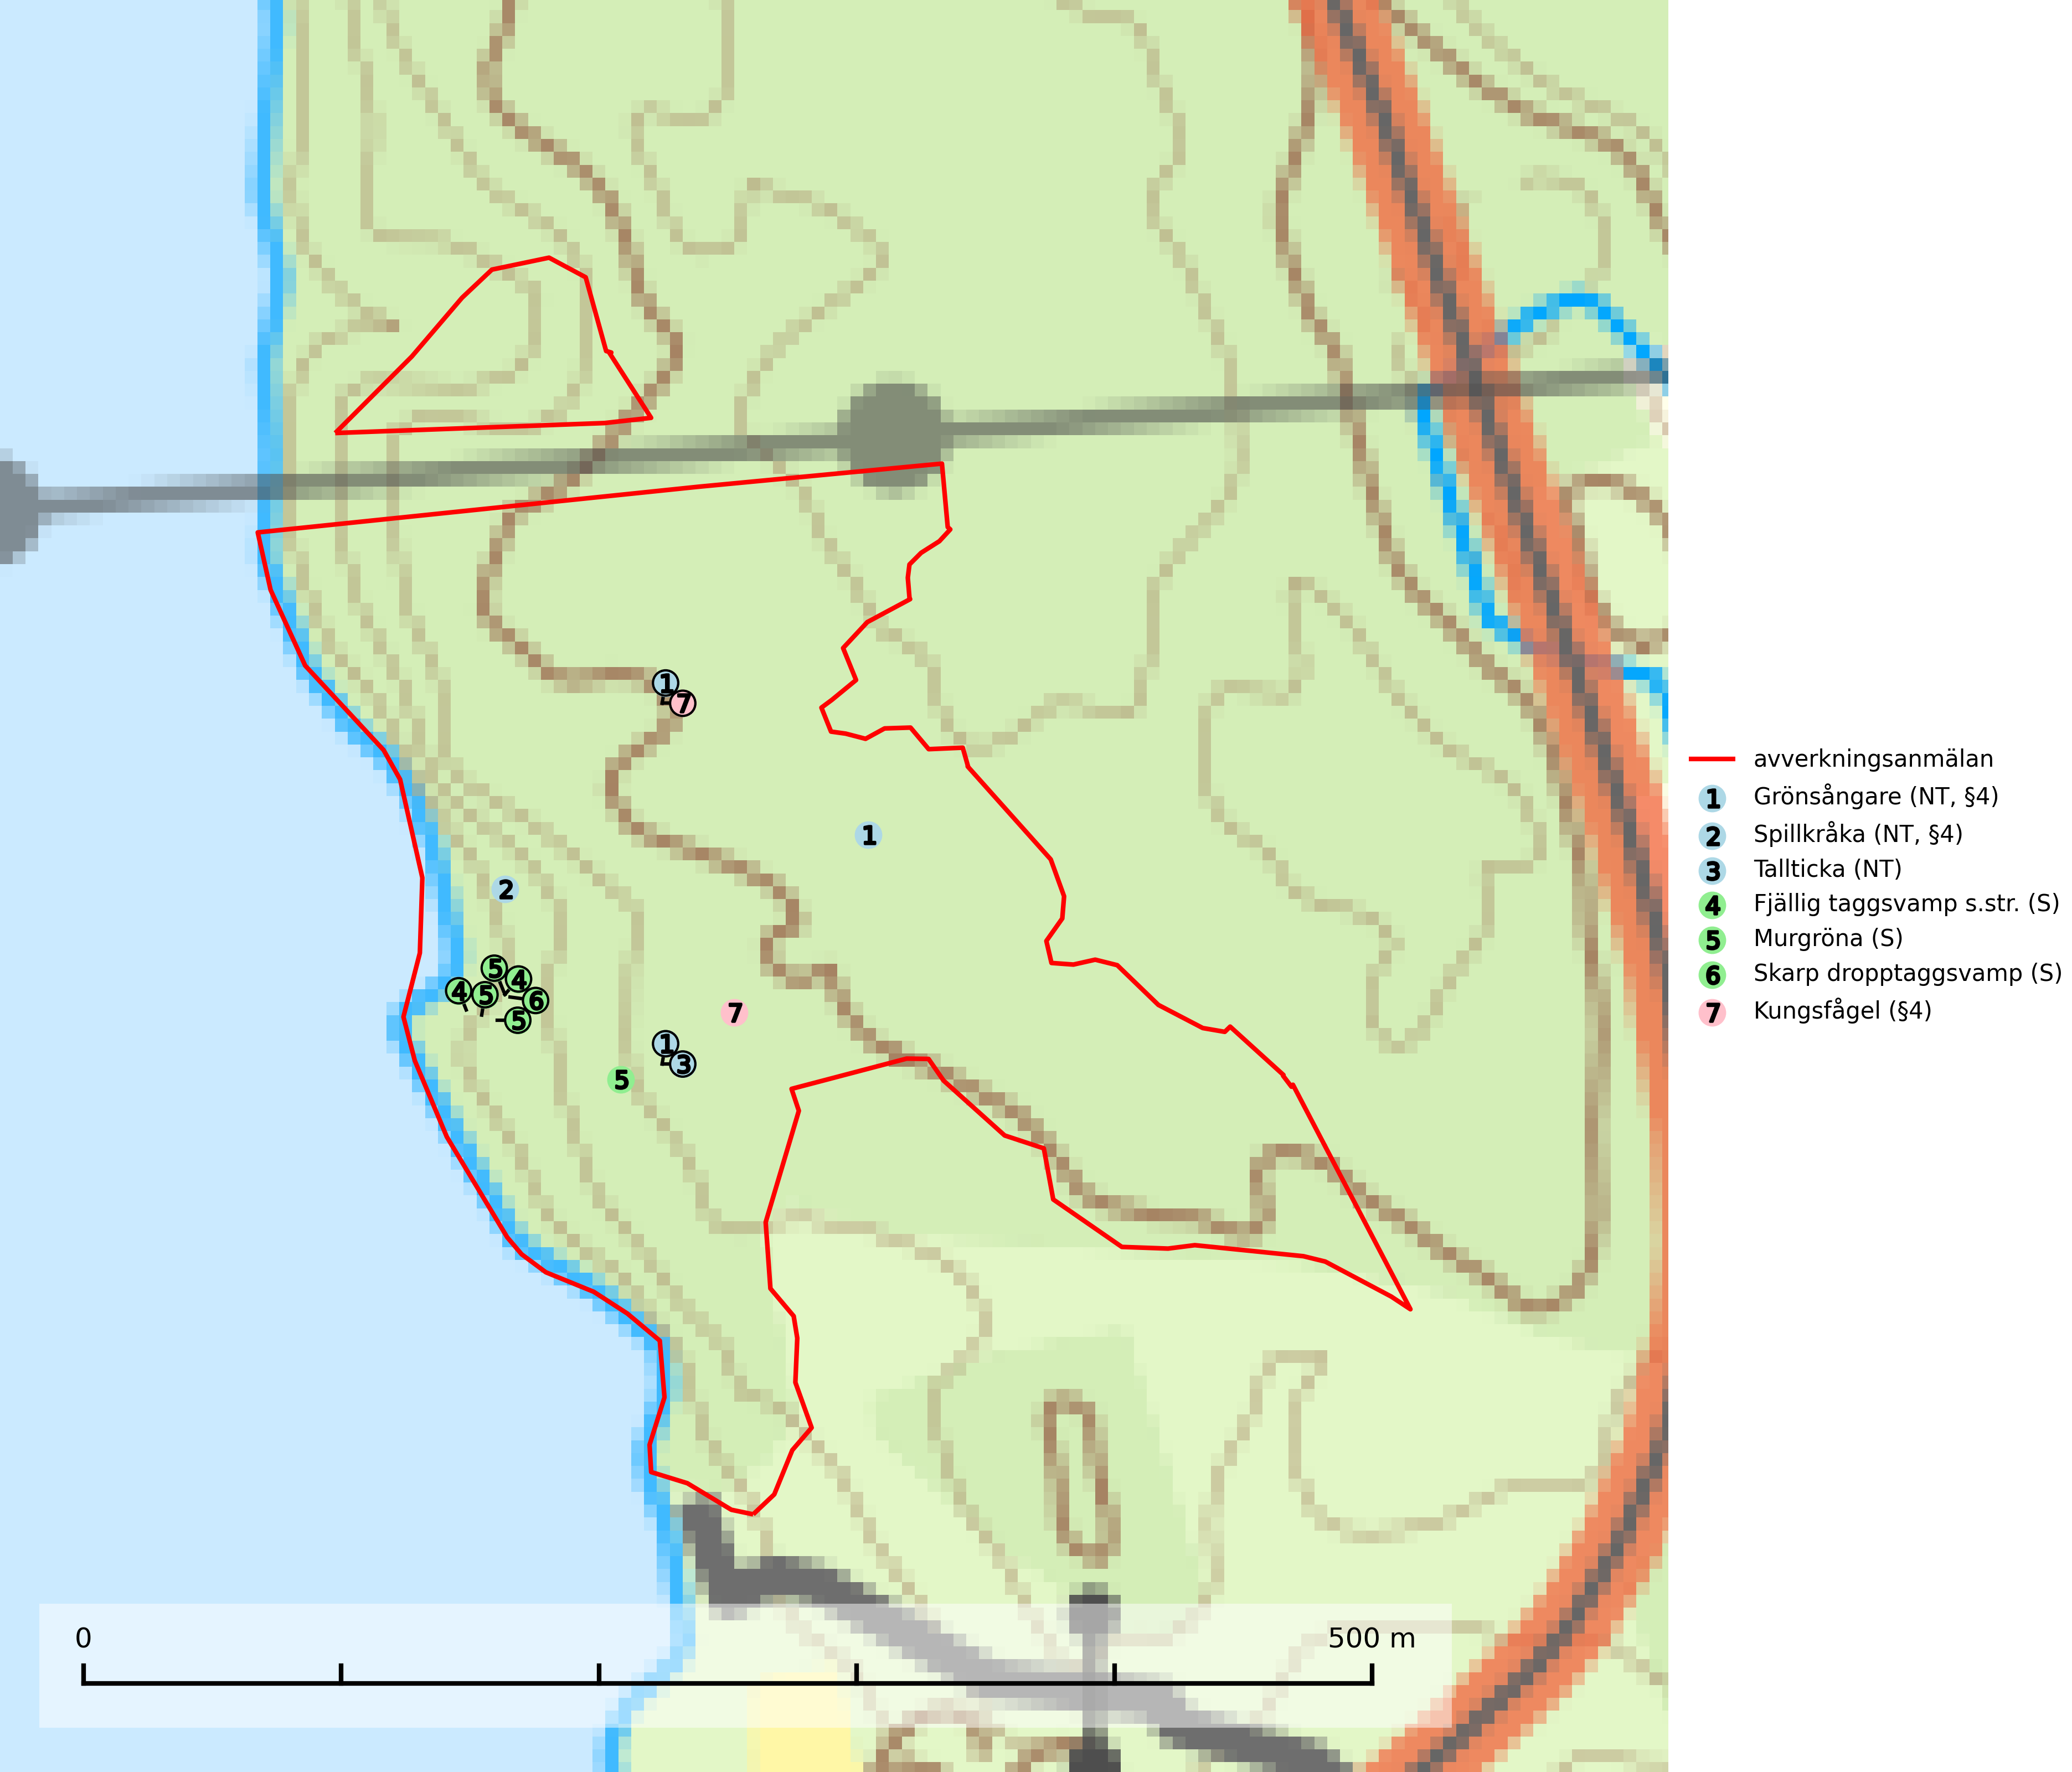 1
7
1
2
5
4
4
5
6
5
7
1
3
5
avverkningsanmälan
1 Grönsångare (NT, §4)
2 Spillkråka (NT, §4)
3 Tallticka (NT)
4 Fjällig taggsvamp s.str. (S)
5 Murgröna (S)
6 Skarp dropptaggsvamp (S)
7 Kungsfågel (§4)
0 500 m